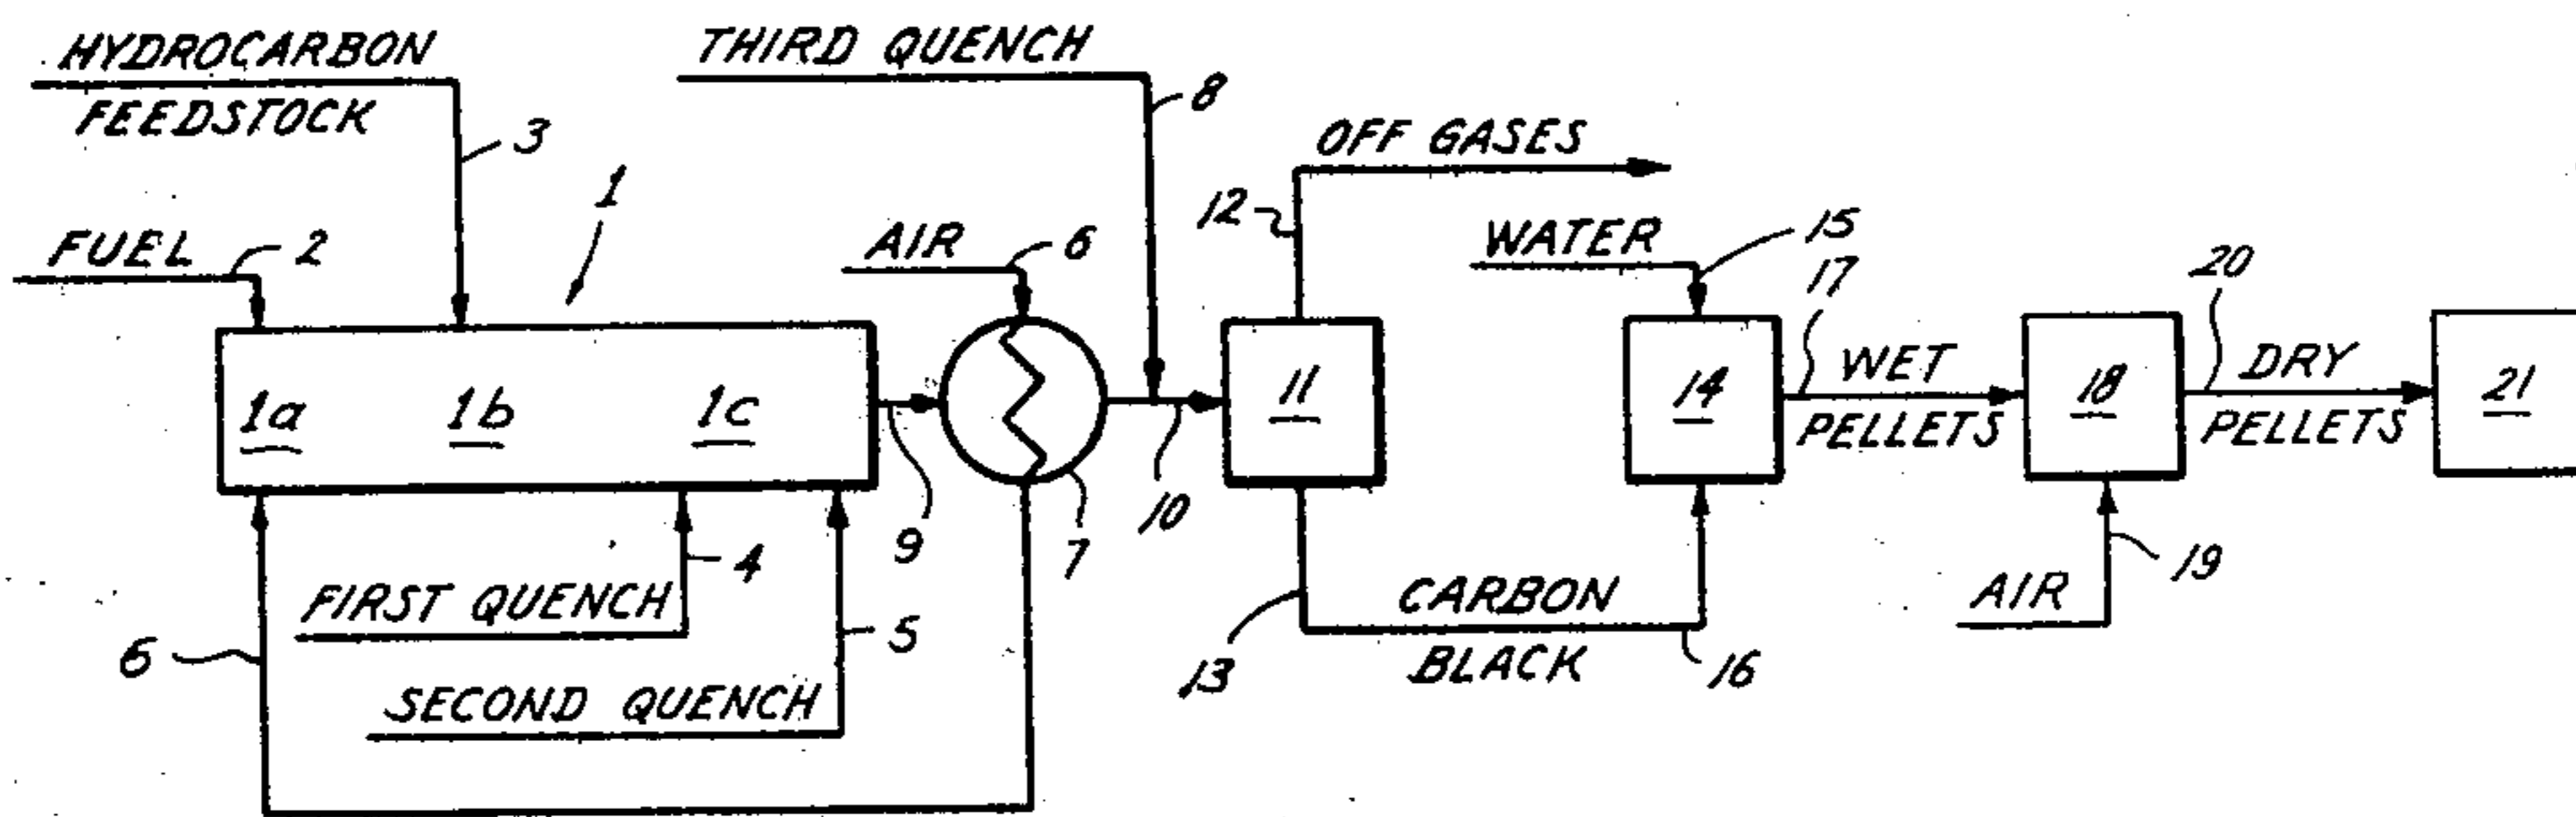 HYDROCARBON
FEEDSTOCK
3
THIRD QUENCH
8
OFF GASES
12
1
FUEL
2
AIR
6
WATER
15
17
20
1a
1b
1c
11
14
WET
PELLETS
18
DRY
PELLETS
21
9
7
10
4
FIRST QUENCH
5
6
SECOND QUENCH
13
CARBON
BLACK
16
AIR
19